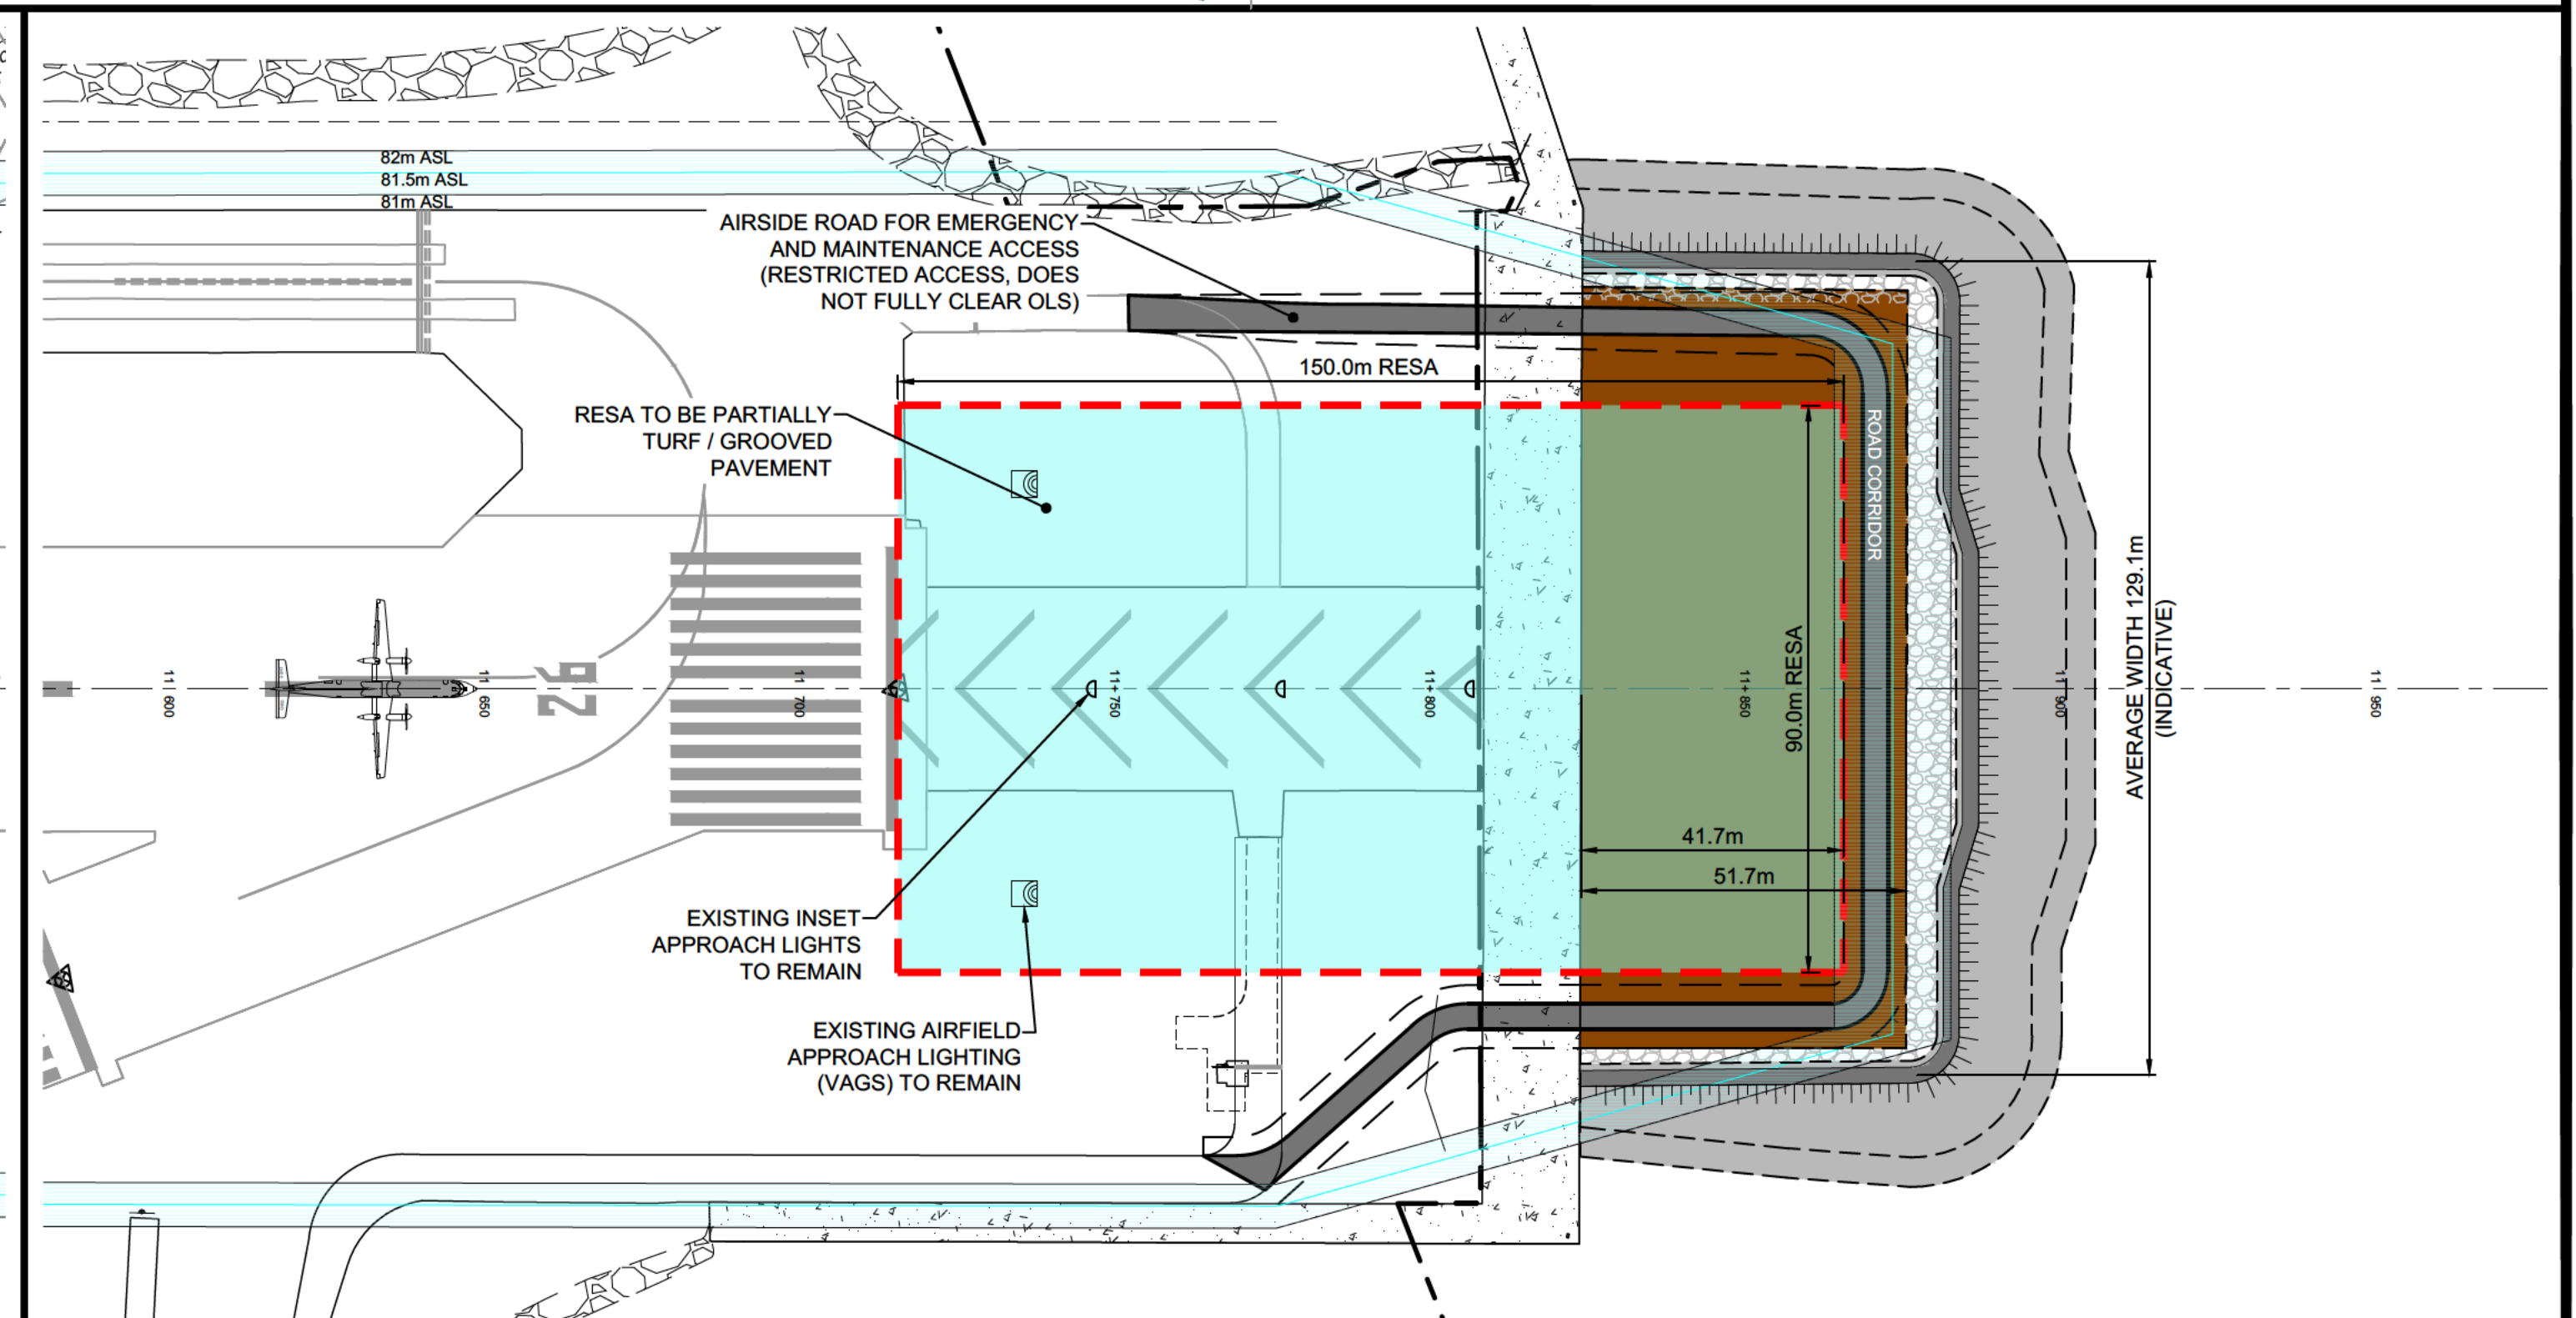 82m ASL
81.5m ASL
81m ASL
AIRSIDE ROAD FOR EMERGENCY
AND MAINTENANCE ACCESS
(RESTRICTED ACCESS, DOES
NOT FULLY CLEAR OLS)
150.0m RESA
RESA TO BE PARTIALLY
TURF / GROOVED
PAVEMENT
ROAD CORRIDOR
AVERAGE WIDTH 129.1m
(INDICATIVE)
90.0m RESA
11 600
11 650
26
11 700
11+750
11+800
11+850
11 900
11 950
41.7m
51.7m
EXISTING INSET
APPROACH LIGHTS
TO REMAIN
EXISTING AIRFIELD
APPROACH LIGHTING
(VAGS) TO REMAIN